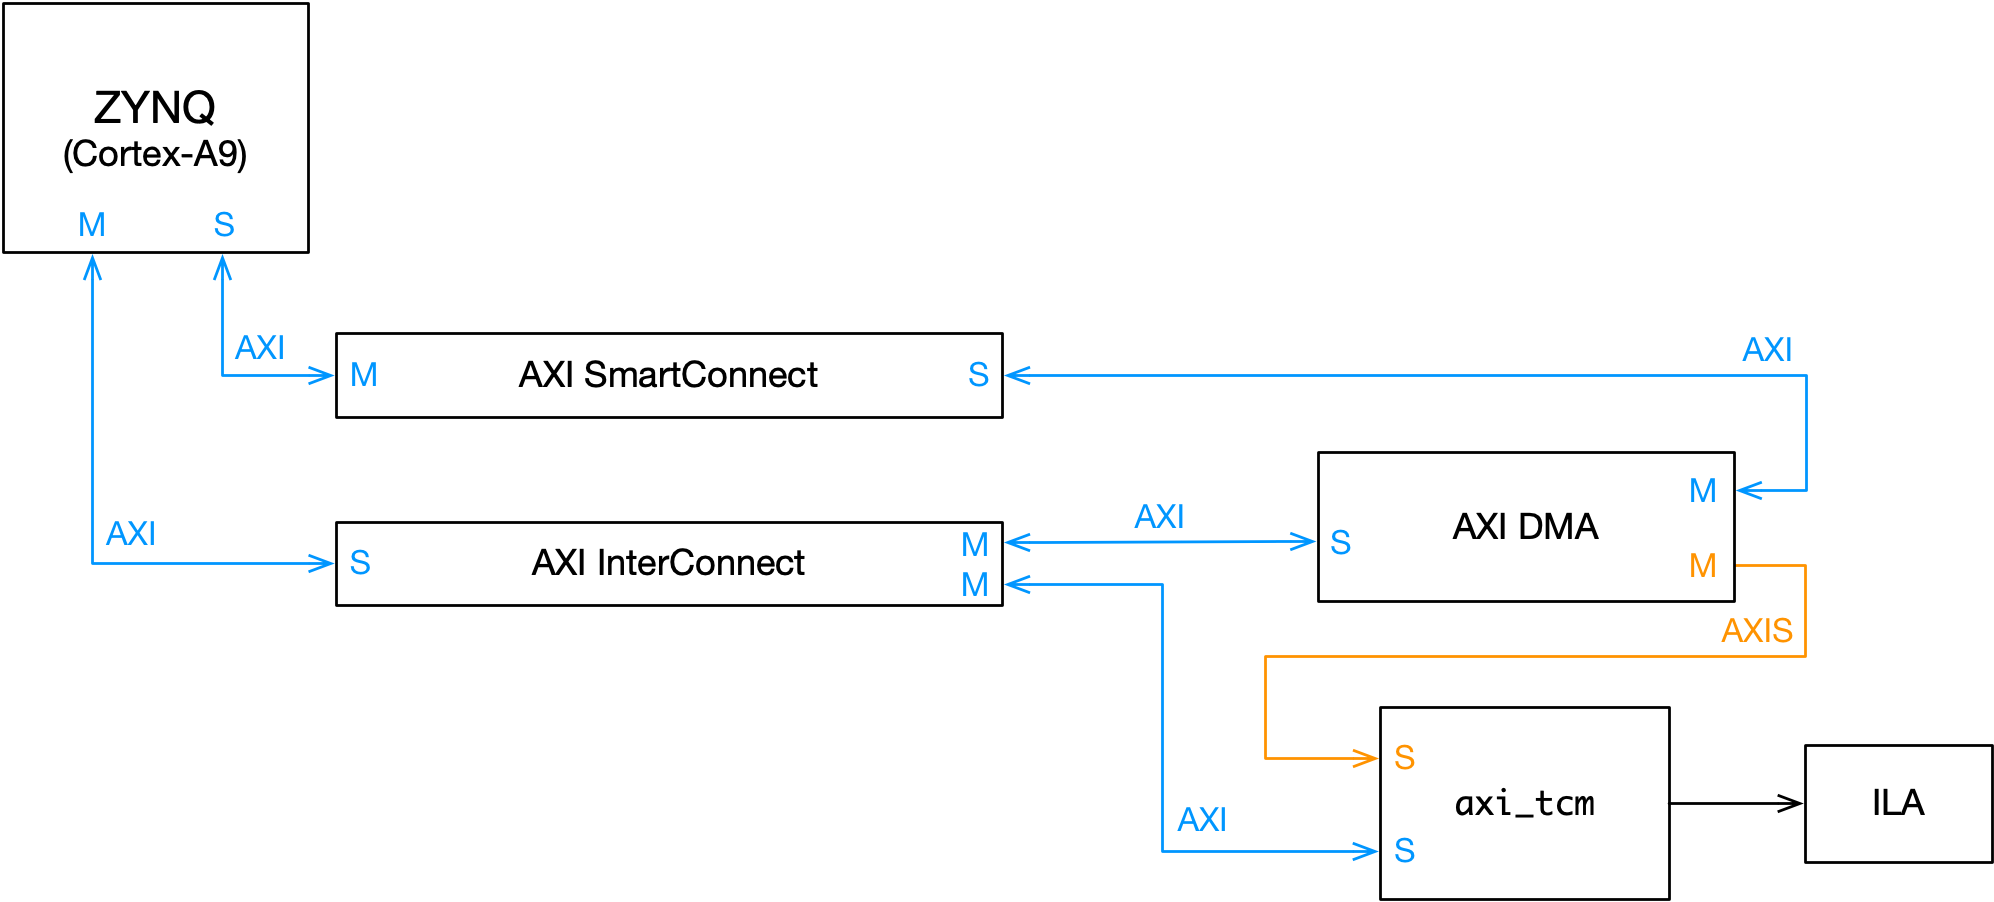 ZYNQ
(Cortex-A9)
M
S
AXI
M
AXI SmartConnect
S
AXI
AXI
S
AXI InterConnect
M
M
AXI
S
AXI DMA
M
M
AXIS
S
axi_tcm
S
AXI
ILA